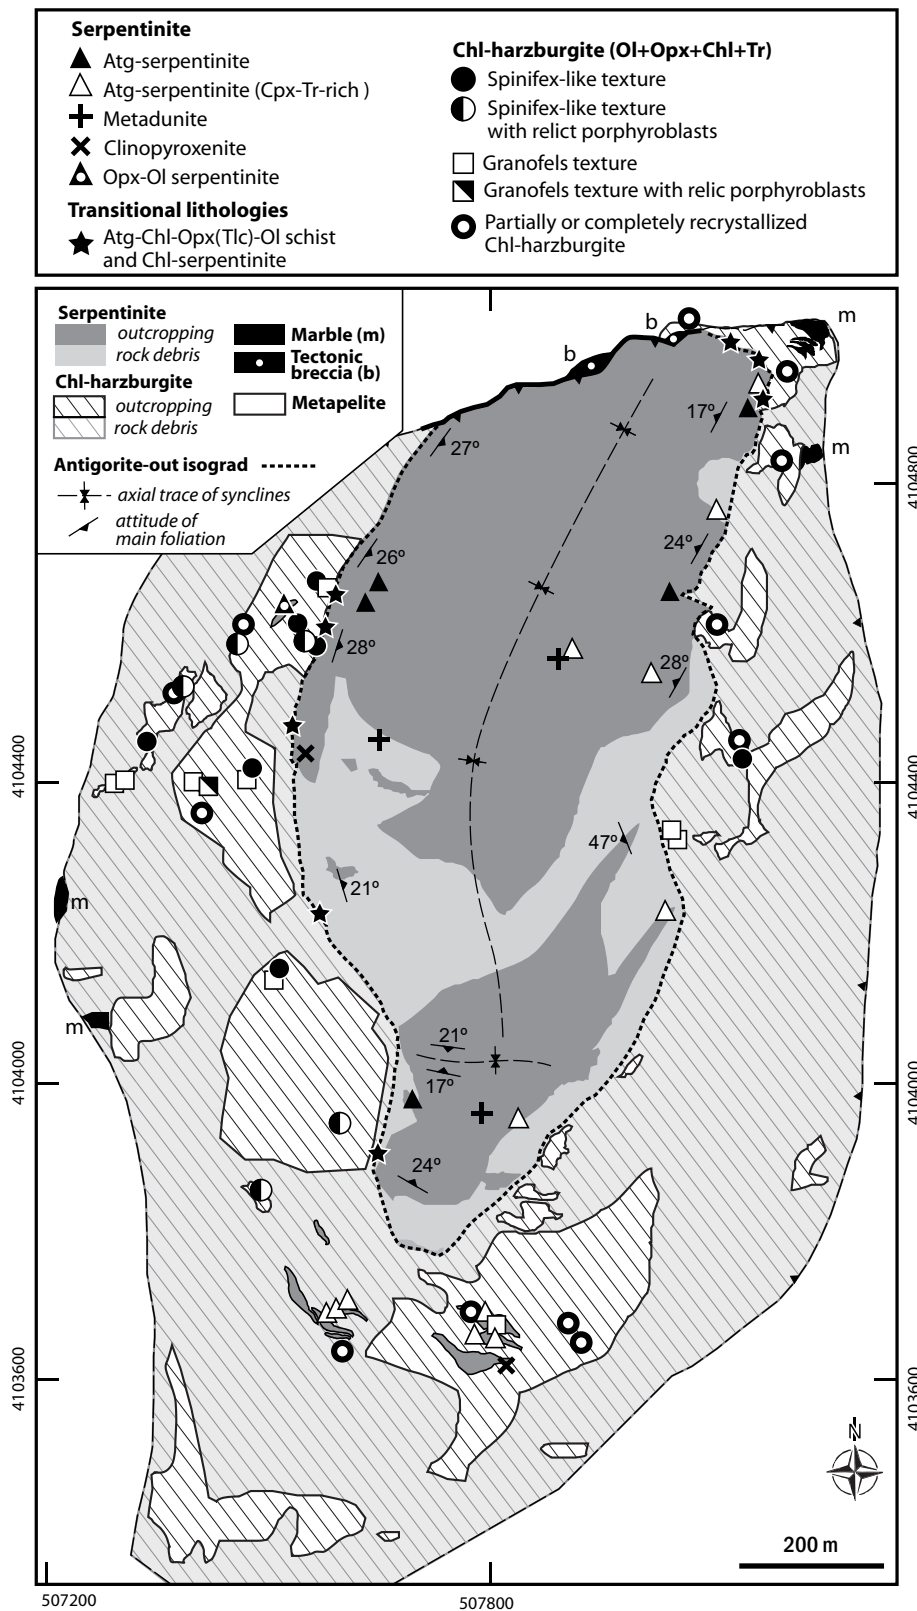 Serpentinite
Atg-serpentinite
Atg-serpentinite (Cpx-Tr-rich )
Metadunite
Clinopyroxenite
Opx-Ol serpentinite
Transitional lithologies
Atg-Chl-Opx(Tlc)-Ol schist
and Chl-serpentinite
Chl-harzburgite (Ol+Opx+Chl+Tr)
Spinifex-like texture
Spinifex-like texture
with relict porphyroblasts
Granofels texture
Granofels texture with relic porphyroblasts
Partially or completely recrystallized
Chl-harzburgite
Serpentinite
outcropping
rock debris
Chl-harzburgite
outcropping
rock debris
Marble (m)
Tectonic
breccia (b)
Metapelite
Antigorite-out isograd
axial trace of synclines
attitude of
main foliation
b
b
m
m
m
m
17º
27º
26º
24º
28º
28º
47º
21º
21º
17º
24º
4104800
4104400
4104400
4104000
4104000
4103600
4103600
N
200 m
507200
507800